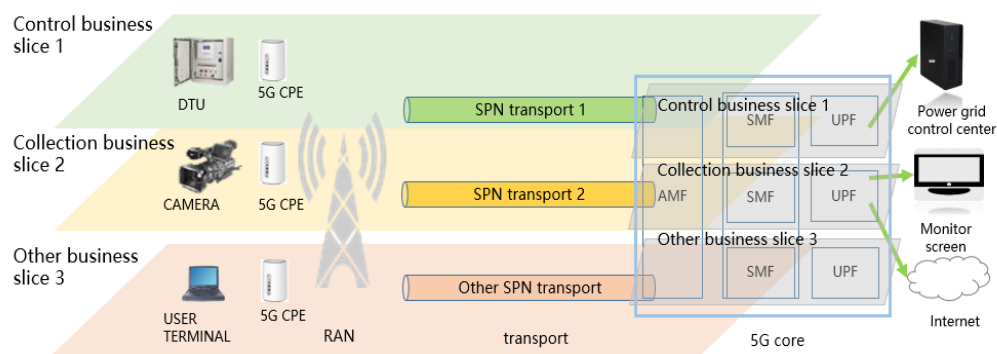 Control business
slice 1
DTU
5G CPE
SPN transport 1
Control business slice 1
SMF
UPF
Power grid
control center
Collection business
slice 2
CAMERA
5G CPE
SPN transport 2
Collection business slice 2
AMF
SMF
UPF
Monitor
screen
Other business
slice 3
USER
TERMINAL
5G CPE
Other SPN transport
Other business slice 3
SMF
UPF
Internet
RAN
transport
5G core